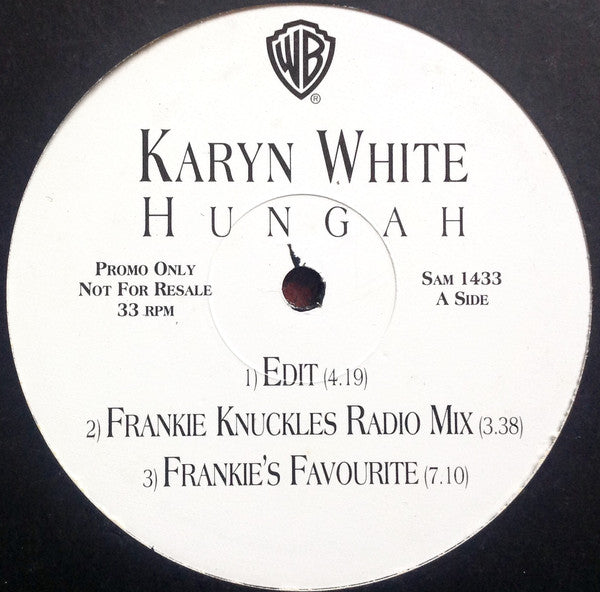 WB
®
KARYN WHITE
HUNGAH
PROMO ONLY
NOT FOR RESALE
33 RPM
SAM 1433
A SIDE
1) EDIT (4.19)
2) FRANKIE KNUCKLES RADIO MIX (3.38)
3) FRANKIE'S FAVOURITE (7.10)